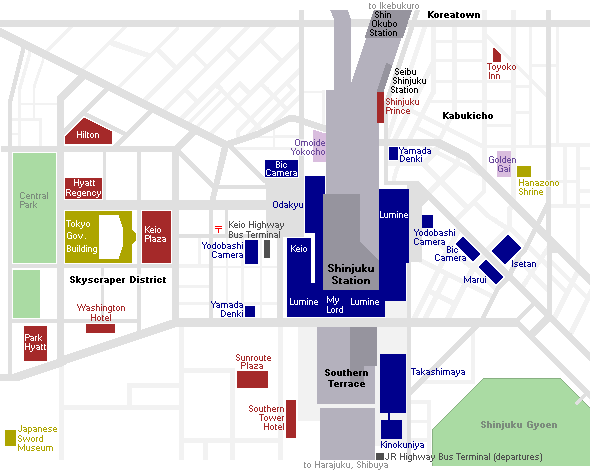 to Ikebukuro
Shin
Okubo
Station
Koreatown
Toyoko
Inn
Seibu
Shinjuku
Station
Shinjuku
Prince
Kabukicho
Hilton
Omoide
Yokocho
Yamada
Denki
Golden
Gai
Hanazono
Shrine
Bic
Camera
Central
Park
Hyatt
Regency
Odakyu
Lumine
Tokyo
Gov.
Building
Keio
Plaza
〒
Keio Highway
Bus Terminal
Yodobashi
Camera
Keio
Yodobashi
Camera
Bic
Camera
Isetan
Marui
Shinjuku
Station
Skyscraper District
Washington
Hotel
Yamada
Denki
Lumine
My
Lord
Lumine
Park
Hyatt
Sunroute
Plaza
Southern
Terrace
Takashimaya
Southern
Tower
Hotel
Shinjuku Gyoen
Japanese
Sword
Museum
Kinokuniya
JR Highway Bus Terminal (departures)
to Harajuku, Shibuya